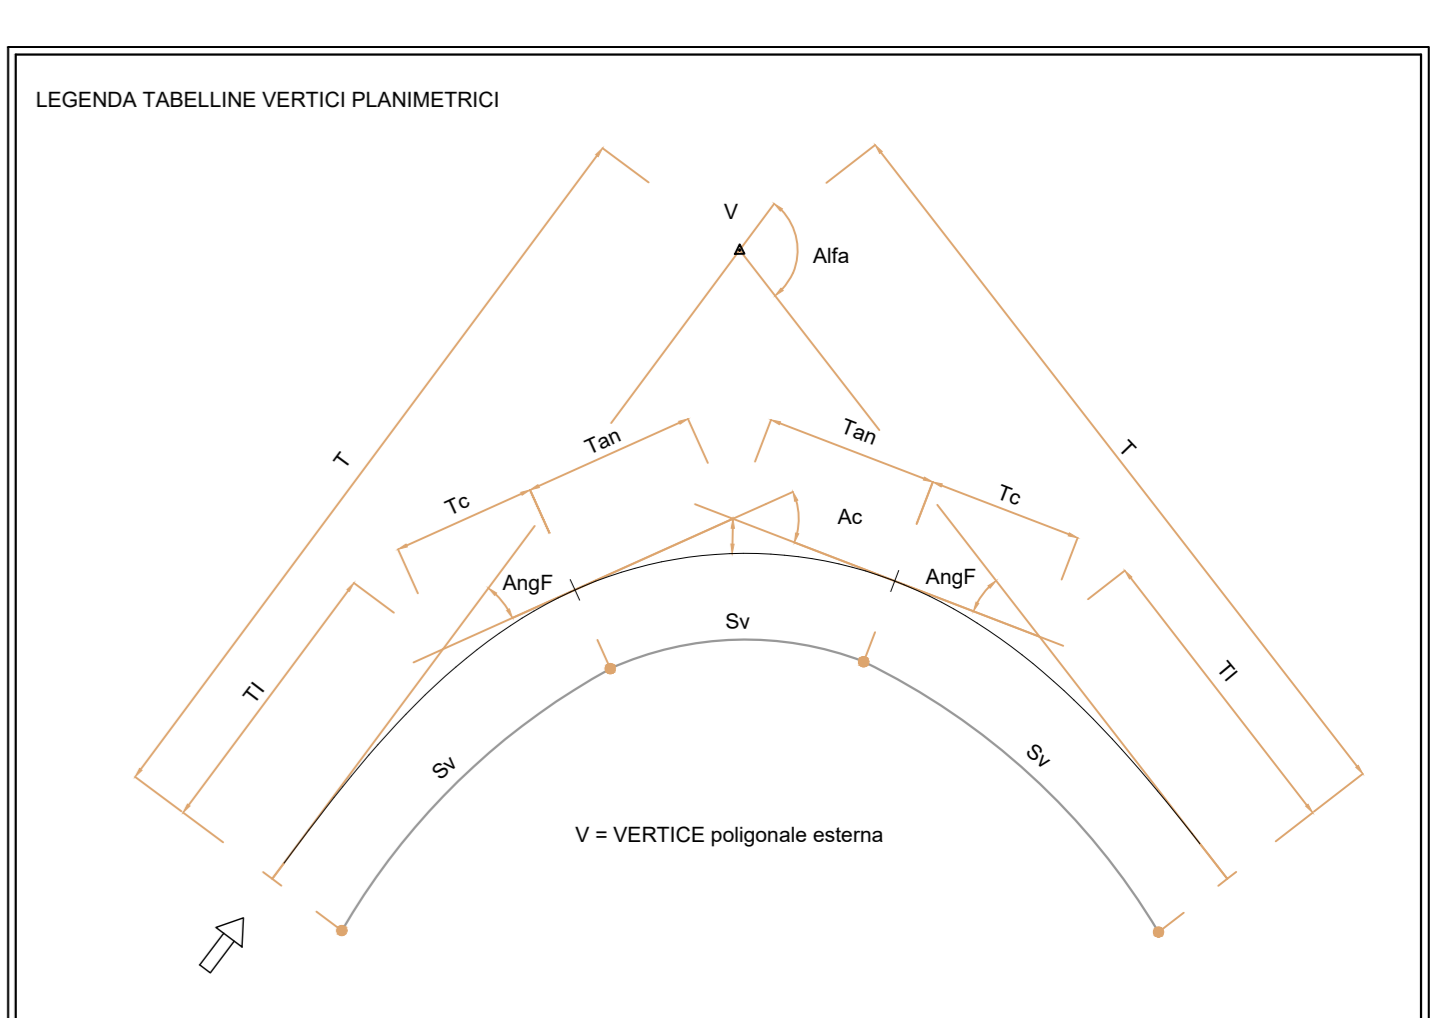 LEGENDA TABELLINE VERTICI PLANIMETRICI
V
Alfa
T
T
Tan
Tan
Tc
Tc
Ac
AngF
AngF
Sv
Tl
Tl
Sv
Sv
V = VERTICE poligonale esterna